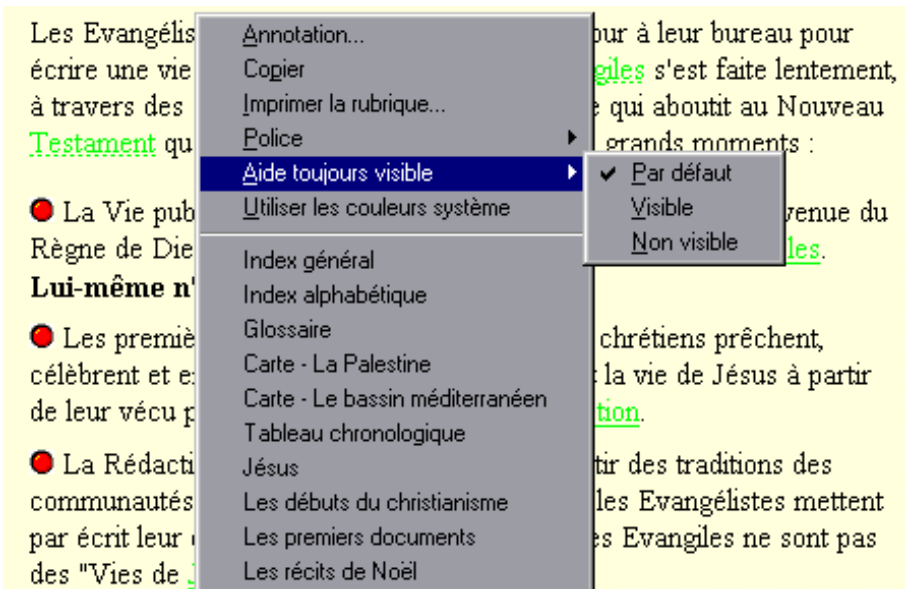 Les Evangélis
our à leur bureau pour
écrire une vie
giles s'est faite lentement,
à travers des
qui aboutit au Nouveau
Testament qu
grands moments :
La Vie pub
venue du
Règne de Die
les.
Lui-même n'
Les premiè
chrétiens prêchent,
célèbrent et e
la vie de Jésus à partir
de leur vécu p
tion.
La Rédacti
tir des traditions des
communautés
les Evangélistes mettent
par écrit leur
s Evangiles ne sont pas
des "Vies de
Annotation...
Copier
Imprimer la rubrique...
Police
Aide toujours visible
Utiliser les couleurs système
Index général
Index alphabétique
Glossaire
Carte - La Palestine
Carte - Le bassin méditerranéen
Tableau chronologique
Jésus
Les débuts du christianisme
Les premiers documents
Les récits de Noël
Par défaut
Visible
Non visible